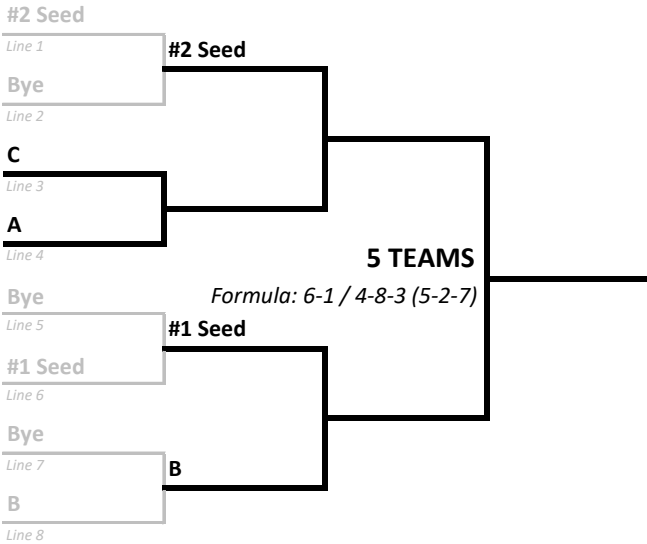 #2 Seed
Line 1
#2 Seed
Bye
Line 2
C
Line 3
A
Line 4
5 TEAMS
Formula: 6-1 / 4-8-3 (5-2-7)
Bye
Line 5
#1 Seed
#1 Seed
Line 6
Bye
Line 7
B
B
Line 8